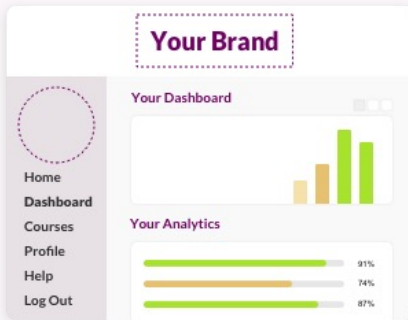 Your Brand
Your Dashboard
Home
Dashboard
Courses
Profile
Help
Log Out
Your Analytics
91%
74%
87%